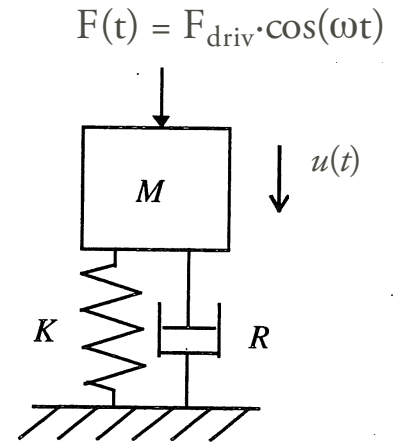 F(t) = F_driv·cos(ωt)
M
u(t)
K
R